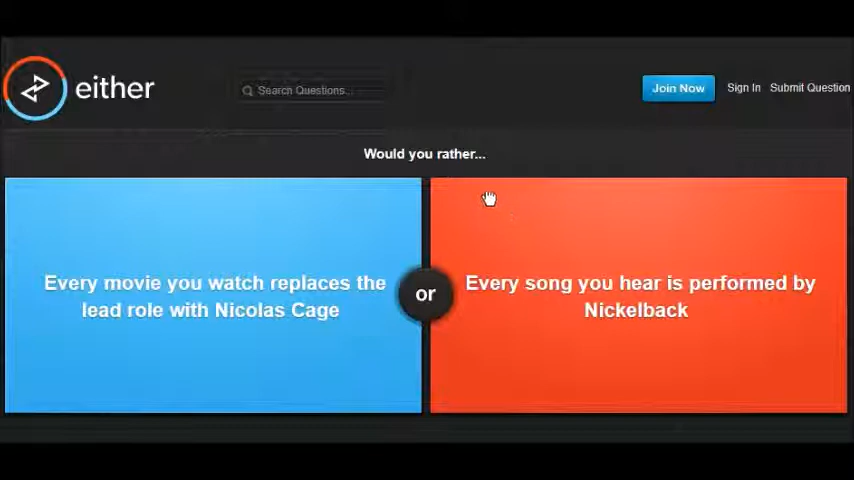 either
Search Questions...
Join Now
Sign In
Submit Question
Would you rather...
Every movie you watch replaces the
lead role with Nicolas Cage
or
Every song you hear is performed by
Nickelback